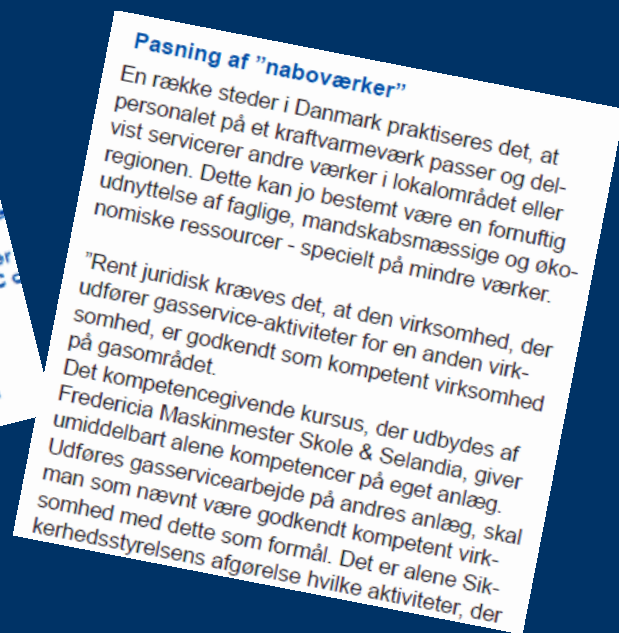 Pasning af ”naboværker”
En række steder i Danmark praktiseres det, at
personalet på et kraftvarmeværk passer og del-
vist servicerer andre værker i lokalområdet eller
regionen. Dette kan jo bestemt være en fornuftig
udnyttelse af faglige, mandskabsmæssige og øko-
nomiske ressourcer - specielt på mindre værker.
”Rent juridisk kræves det, at den virksomhed, der
udfører gasservice-aktiviteter for en anden virk-
somhed, er godkendt som kompetent virksomhed
på gasområdet.
Det kompetencegivende kursus, der udbydes af
Fredericia Maskinmester Skole & Selandia, giver
umiddelbart alene kompetencer på eget anlæg.
Udføres gasservicearbejde på andres anlæg, skal
man som nævnt være godkendt kompetent virk-
somhed med dette som formål. Det er alene Sik-
kerhedsstyrelsens afgørelse hvilke aktiviteter, der